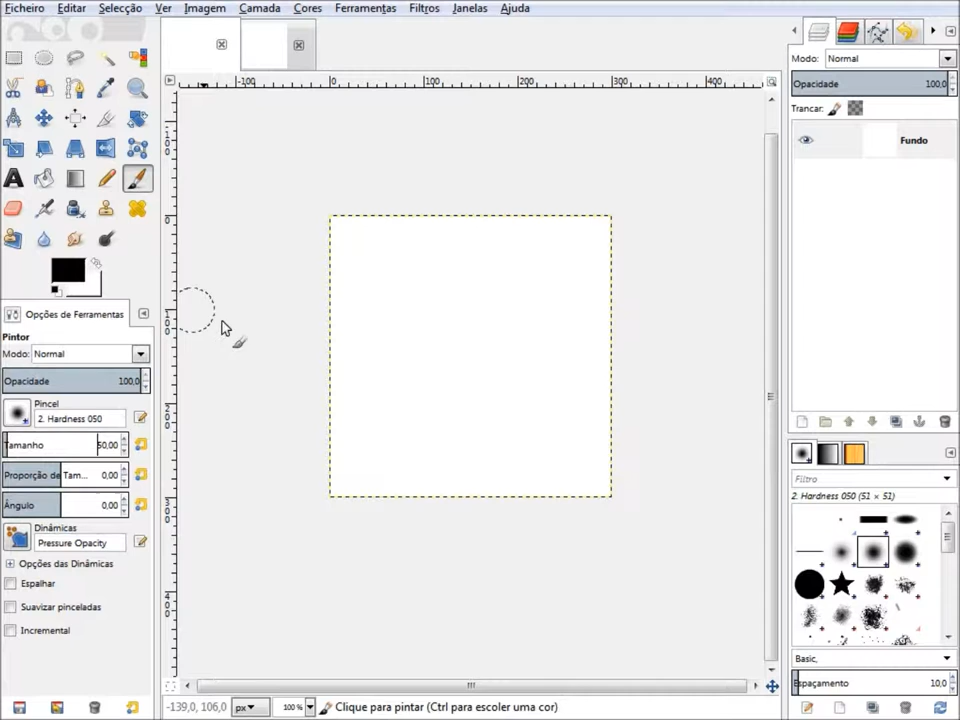 Ficheiro Editar Selecção Ver Imagem Camada Cores Ferramentas Filtros Janelas Ajuda
-100 0 100 200 300 400
Modo: Normal
Opacidade 100,0
Trancar:
Fundo
Opções de Ferramentas
Pintor
Modo: Normal
Opacidade 100,0
Pincel
2. Hardness 050
Tamanho 50,00
Proporção de Tam... 0,00
Ângulo 0,00
Dinâmicas
Pressure Opacity
Opções das Dinâmicas
Espalhar
Suavizar pinceladas
Incremental
Filtro
2. Hardness 050 (51 × 51)
Basic,
Espaçamento 10,0
-139,0, 106,0 px 100 % Clique para pintar (Ctrl para escoler uma cor)